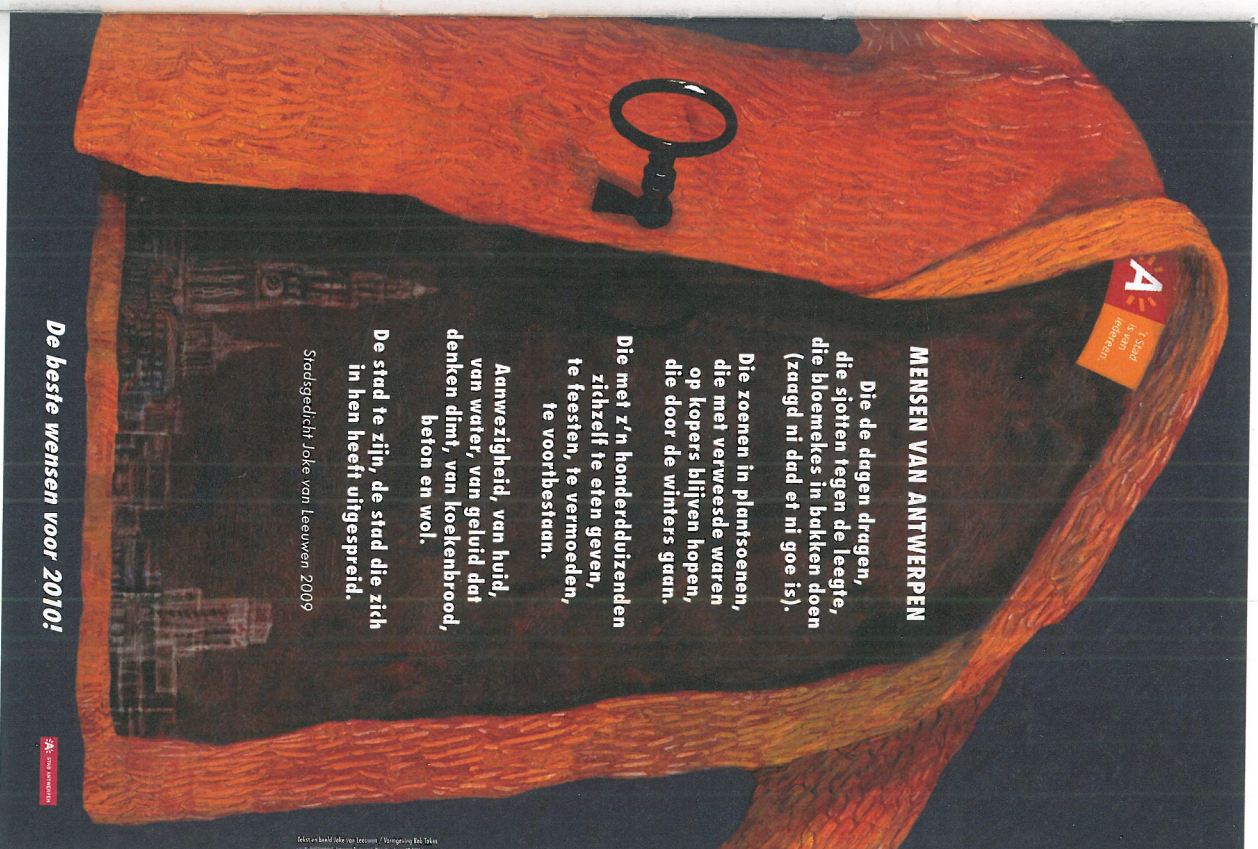 A
't Stad
is van
iedereen.
MENSEN VAN ANTWERPEN
Die de dagen dragen,
die sjotten tegen de leegte,
die bloemekes in bakken doen
(zaagd ni dad et ni goe is).
Die zoenen in plantsoenen,
die met verweesde waren
op kopers blijven hopen,
die door de winters gaan.
Die met z'n honderdduizenden
zichzelf te eten geven,
te feesten, te vermoeden,
te voortbestaan.
Aanwezigheid, van huid,
van water, van geluid dat
denken dimt, van koekenbrood,
beton en wol.
De stad te zijn, de stad die zich
in hen heeft uitgespreid.
Stadsgedicht Joke van Leeuwen 2009
De beste wensen voor 2010!
A STAD ANTWERPEN
Tekst en beeld Joke van Leeuwen / Vormgeving Bob Takes